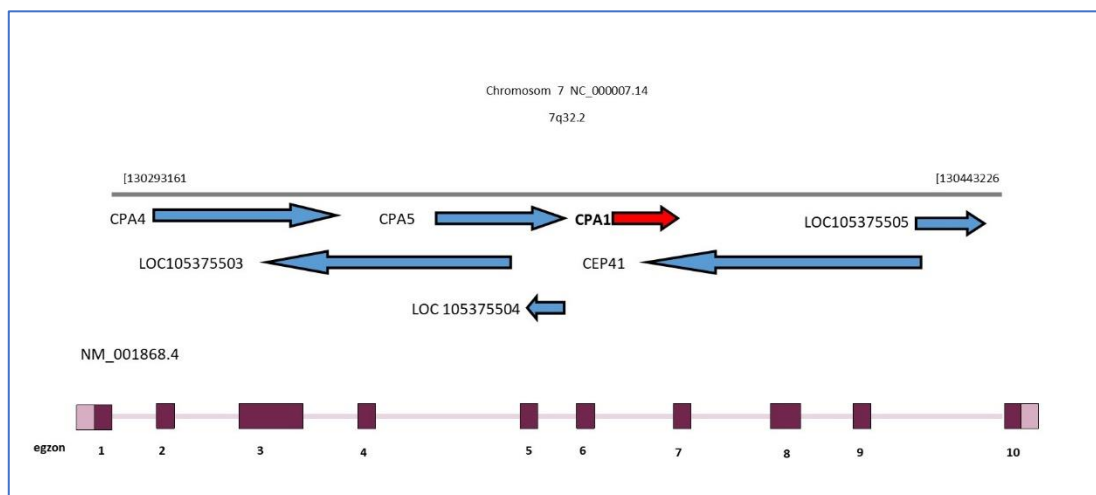 Chromosom 7 NC_000007.14
7q32.2
[130293161 [130443226
CPA4 CPA5 CPA1 LOC105375505
LOC105375503 CEP41
LOC 105375504
NM_001868.4
egzon 1 2 3 4 5 6 7 8 9 10